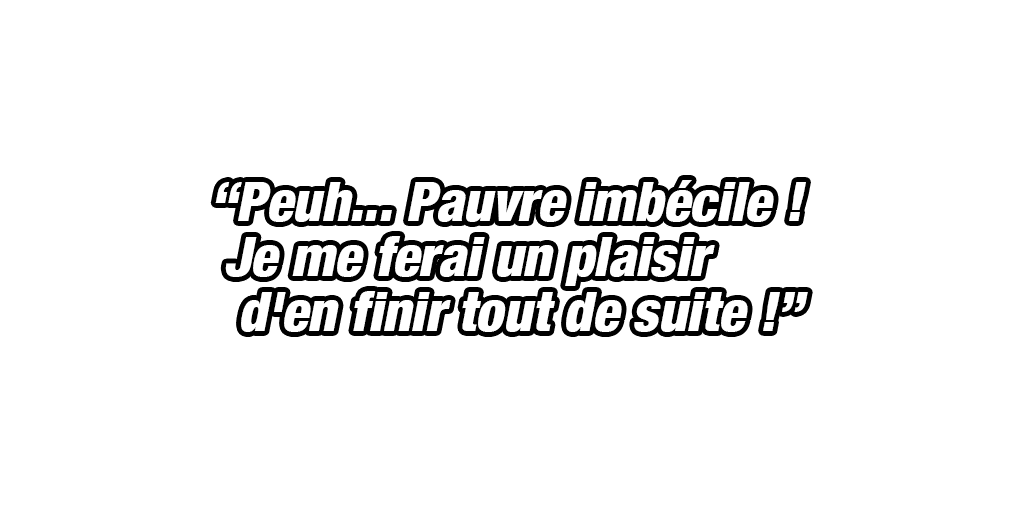 “Peuh... Pauvre imbécile !
Je me ferai un plaisir
d'en finir tout de suite !”